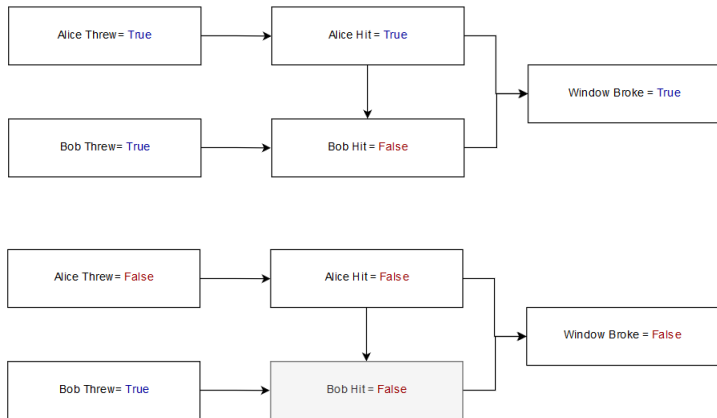 Alice Threw= True
Alice Hit = True
Window Broke = True
Bob Threw= True
Bob Hit = False
Alice Threw= False
Alice Hit = False
Window Broke = False
Bob Threw= True
Bob Hit = False